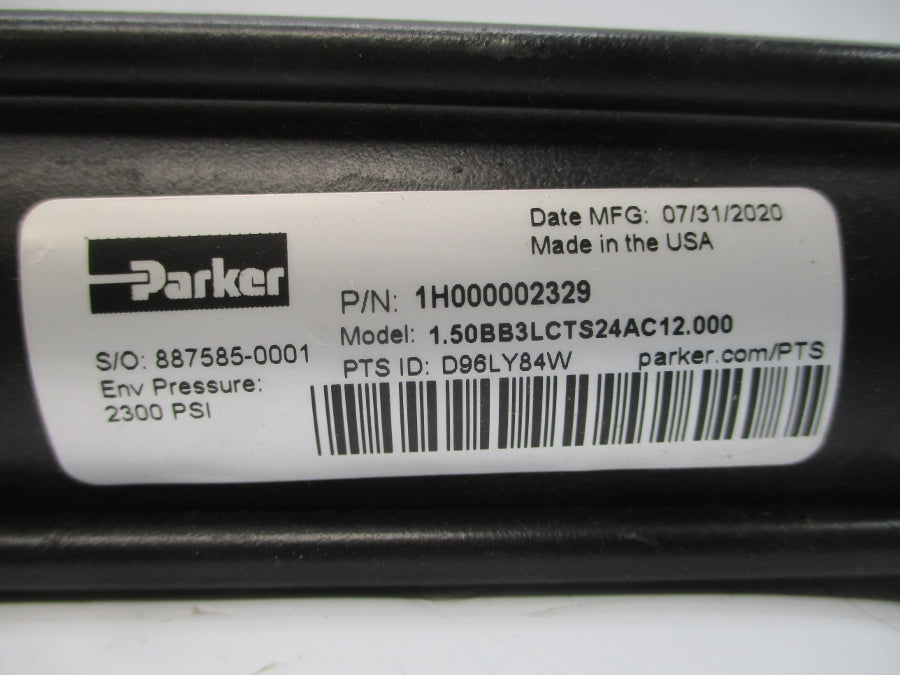 Date MFG: 07/31/2020
Made in the USA
Parker
P/N: 1H000002329
Model: 1.50BB3LCTS24AC12.000
S/O: 887585-0001
PTS ID: D96LY84W
parker.com/PTS
Env Pressure:
2300 PSI